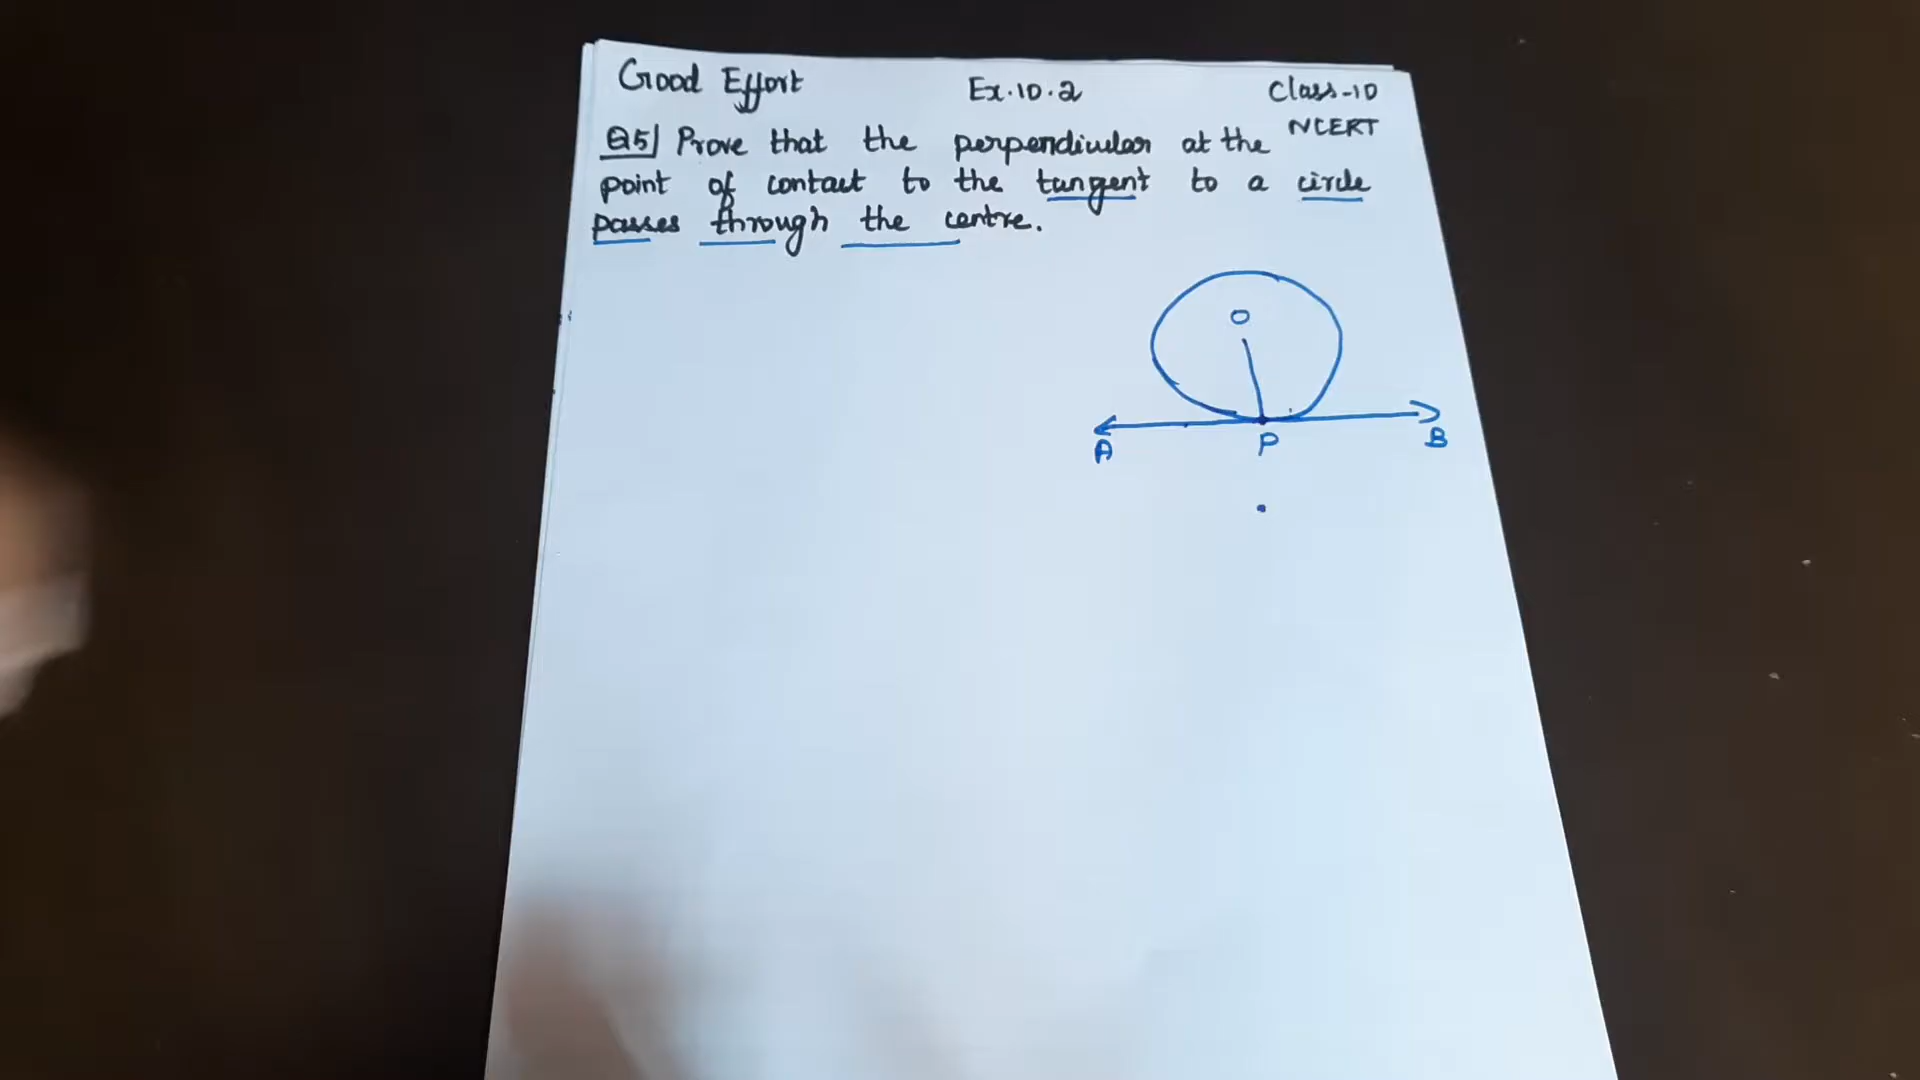 Good Effort Ex.10.2 Class-10
NCERT
Q5] Prove that the perpendicular at the
point of contact to the tangent to a circle
passes through the centre.
O
A P B